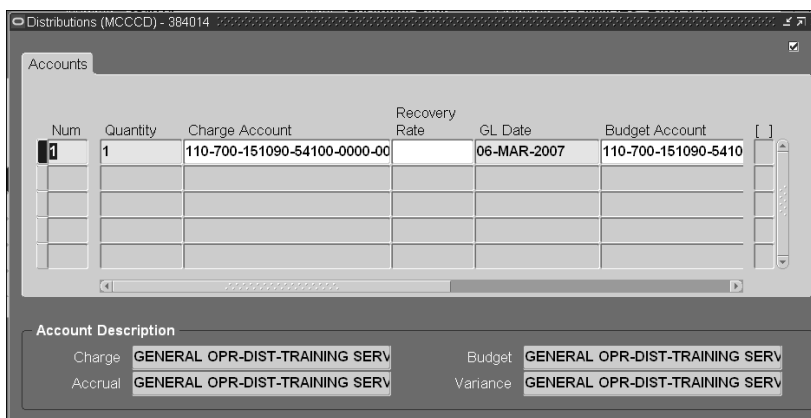 Distributions (MCCCD) - 384014
Accounts
Num Quantity Charge Account Recovery Rate GL Date Budget Account [ ]
1 1 110-700-151090-54100-0000-00 06-MAR-2007 110-700-151090-5410
Account Description
Charge GENERAL OPR-DIST-TRAINING SERV Budget GENERAL OPR-DIST-TRAINING SERV
Accrual GENERAL OPR-DIST-TRAINING SERV Variance GENERAL OPR-DIST-TRAINING SERV